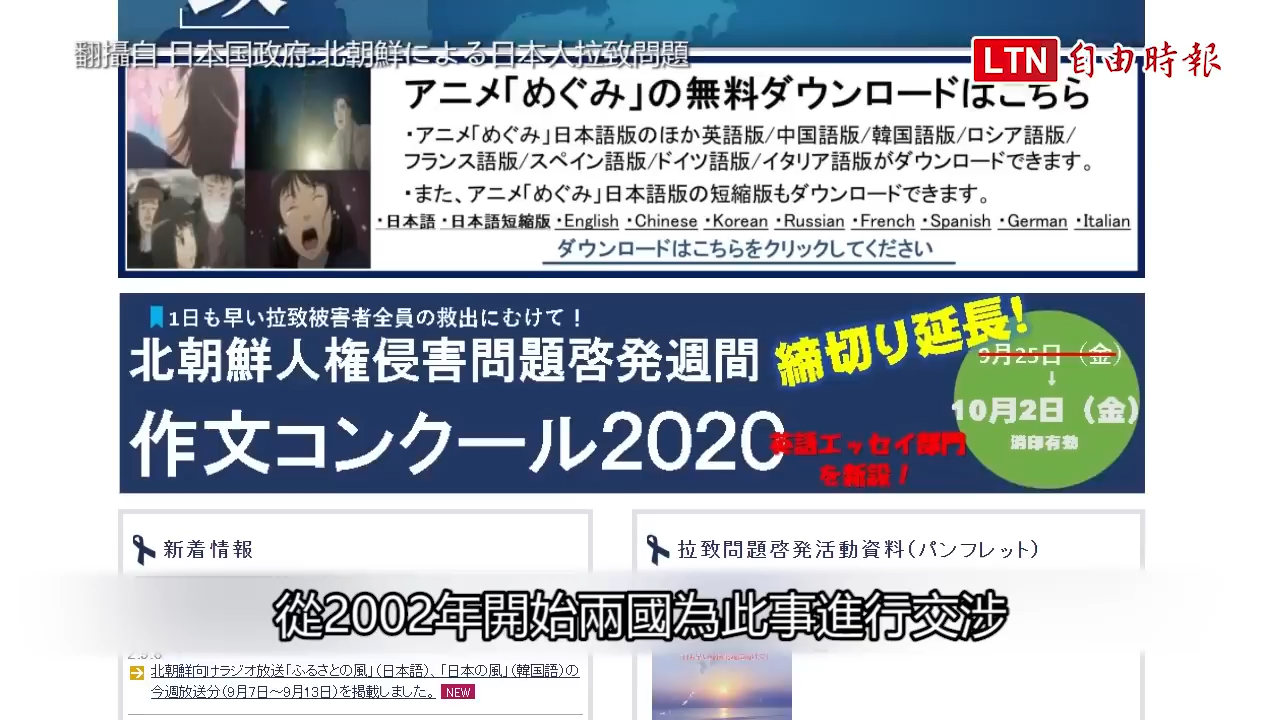 翻攝自 日本国政府:北朝鮮による日本人拉致問題
LTN 自由時報
アニメ「めぐみ」の無料ダウンロードはこちら
・アニメ「めぐみ」日本語版のほか英語版/中国語版/韓国語版/ロシア語版/
フランス語版/スペイン語版/ドイツ語版/イタリア語版がダウンロードできます。
・また、アニメ「めぐみ」日本語版の短縮版もダウンロードできます。
・日本語 ・日本語短縮版 ・English ・Chinese ・Korean ・Russian ・French ・Spanish ・German ・Italian
ダウンロードはこちらをクリックしてください
1日も早い拉致被害者全員の救出にむけて！
北朝鮮人権侵害問題啓発週間
作文コンクール2020
締切り延長!
9月25日（金）
↓
10月2日（金）
消印有効
英語エッセイ部門
を新設！
新着情報
拉致問題啓発活動資料(パンフレット)
從2002年開始兩國為此事進行交涉
北朝鮮向けラジオ放送「ふるさとの風」(日本語)、「日本の風」(韓国語)の
今週放送分(9月7日～9月13日)を掲載しました。 NEW